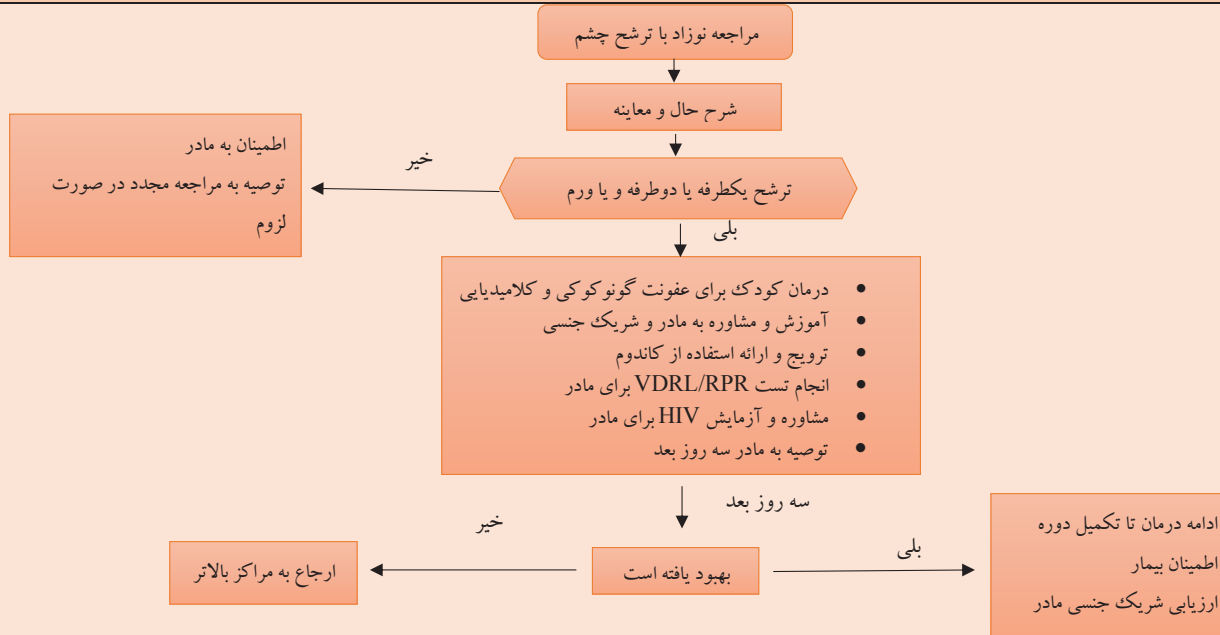 مراجعه نوزاد با ترشح چشم
شرح حال و معاینه
ترشح یکطرفه یا دوطرفه و یا ورم
خیر
اطمینان به مادر
توصیه به مراجعه مجدد در صورت
لزوم
بلی
• درمان کودک برای عفونت گونوکوکی و کلامیدیایی
• آموزش و مشاوره به مادر و شریک جنسی
• ترویج و ارائه استفاده از کاندوم
• انجام تست VDRL/RPR برای مادر
• مشاوره و آزمایش HIV برای مادر
• توصیه به مادر سه روز بعد
سه روز بعد
بهبود یافته است
بلی
ادامه درمان تا تکمیل دوره
اطمینان بیمار
ارزیابی شریک جنسی مادر
خیر
ارجاع به مراکز بالاتر